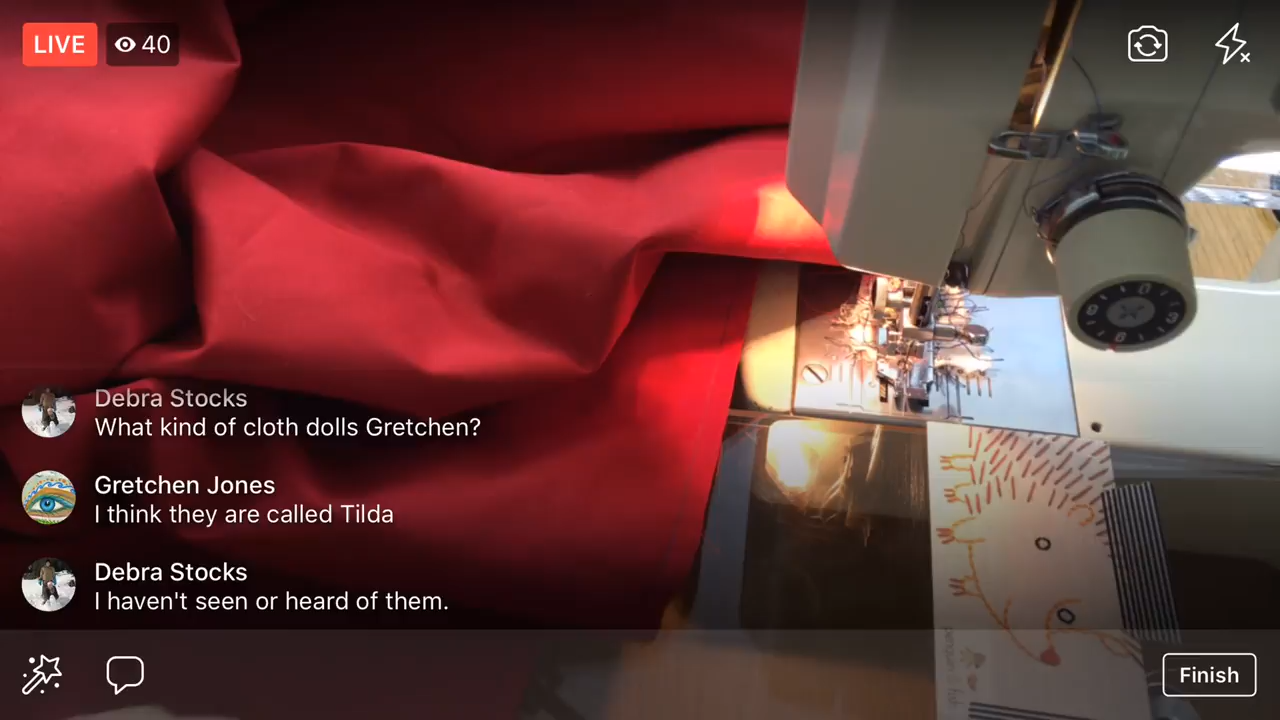 LIVE
40
Debra Stocks
What kind of cloth dolls Gretchen?
Gretchen Jones
I think they are called Tilda
Debra Stocks
I haven't seen or heard of them.
Finish